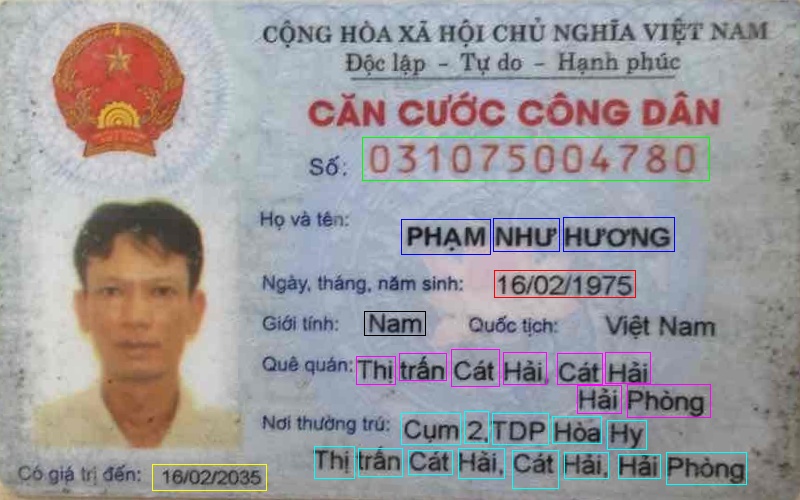 CỘNG HÒA XÃ HỘI CHỦ NGHĨA VIỆT NAM
Độc lập - Tự do - Hạnh phúc
CĂN CƯỚC CÔNG DÂN
Số: 031075004780
Họ và tên: PHẠM NHƯ HƯƠNG
Ngày, tháng, năm sinh: 16/02/1975
Giới tính: Nam Quốc tịch: Việt Nam
Quê quán: Thị trấn Cát Hải, Cát Hải
Hải Phòng
Nơi thường trú: Cụm 2, TDP Hòa Hy
Thị trấn Cát Hải, Cát Hải, Hải Phòng
Có giá trị đến: 16/02/2035